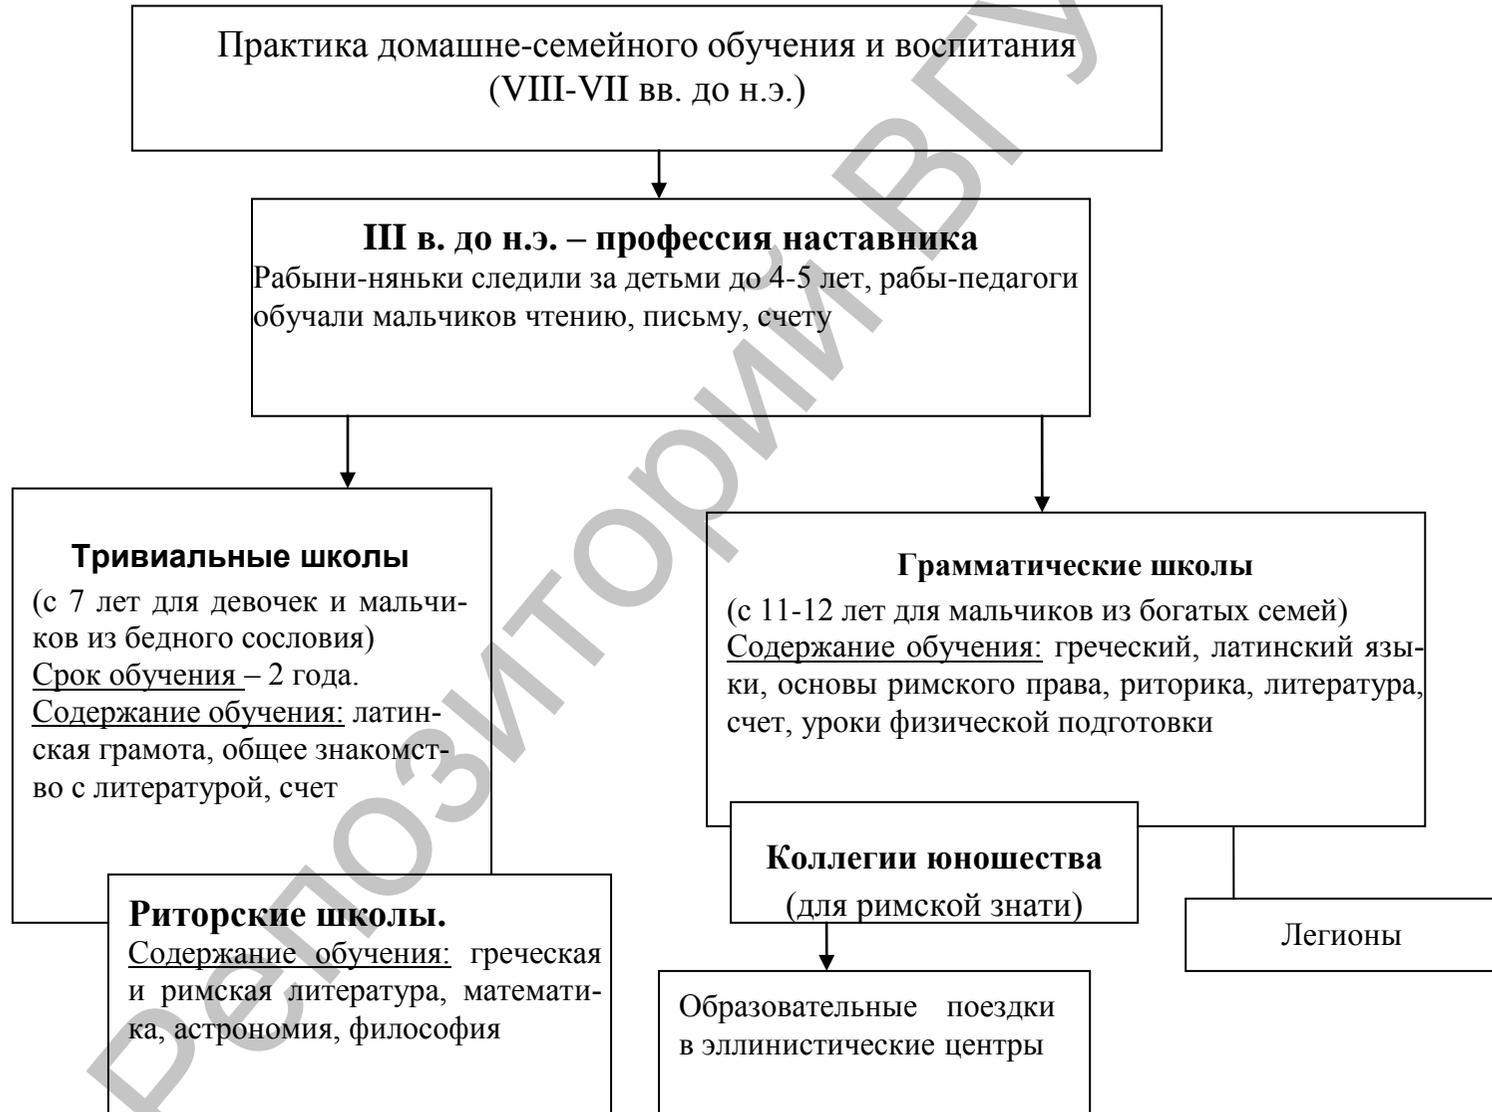 Практика домашне-семейного обучения и воспитания
(VIII-VII вв. до н.э.)
III в. до н.э. – профессия наставника
Рабыни-няньки следили за детьми до 4-5 лет, рабы-педагоги
обучали мальчиков чтению, письму, счету
Тривиальные школы
(с 7 лет для девочек и мальчи-
ков из бедного сословия)
Срок обучения – 2 года.
Содержание обучения: латин-
ская грамота, общее знакомст-
во с литературой, счет
Грамматические школы
(с 11-12 лет для мальчиков из богатых семей)
Содержание обучения: греческий, латинский язы-
ки, основы римского права, риторика, литература,
счет, уроки физической подготовки
Коллегии юношества
(для римской знати)
Легионы
Риторские школы.
Содержание обучения: греческая
и римская литература, математи-
ка, астрономия, философия
Образовательные поездки
в эллинистические центры
Репозиторий ВГУ